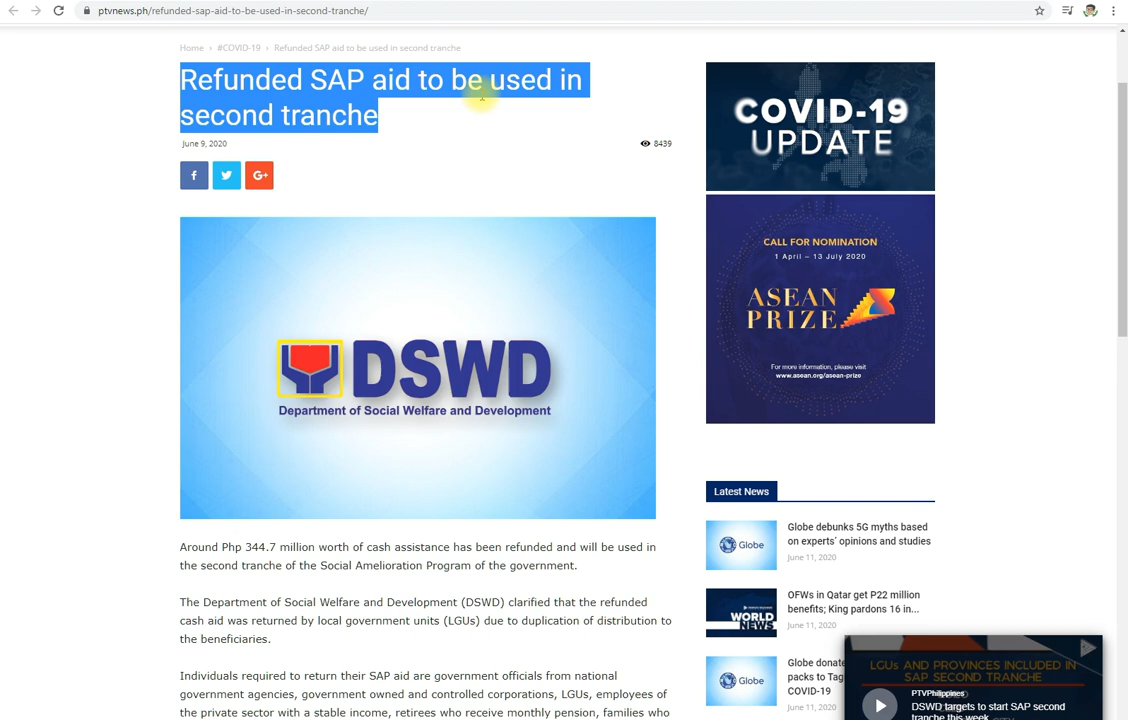 ptvnews.ph/refunded-sap-aid-to-be-used-in-second-tranche/
Home › #COVID-19 › Refunded SAP aid to be used in second tranche
Refunded SAP aid to be used in
second tranche
June 9, 2020
8439
f
G+
DSWD
Department of Social Welfare and Development
Around Php 344.7 million worth of cash assistance has been refunded and will be used in
the second tranche of the Social Amelioration Program of the government.
The Department of Social Welfare and Development (DSWD) clarified that the refunded
cash aid was returned by local government units (LGUs) due to duplication of distribution to
the beneficiaries.
Individuals required to return their SAP aid are government officials from national
government agencies, government owned and controlled corporations, LGUs, employees of
the private sector with a stable income, retirees who receive monthly pension, families who
COVID-19
UPDATE
CALL FOR NOMINATION
1 April – 13 July 2020
ASEAN
PRIZE
For more information, please visit
www.asean.org/asean-prize
Latest News
Globe
Globe debunks 5G myths based
on experts' opinions and studies
June 11, 2020
WORLD
NEWS
OFWs in Qatar get P22 million
benefits; King pardons 16 in...
June 11, 2020
Globe
Globe donate
packs to Tag
COVID-19
June 11, 2020
LGUs AND PROVINCES INCLUDED IN
SAP SECOND TRANCHE
PTVPhilippines
DSWD targets to start SAP second
tranche this week